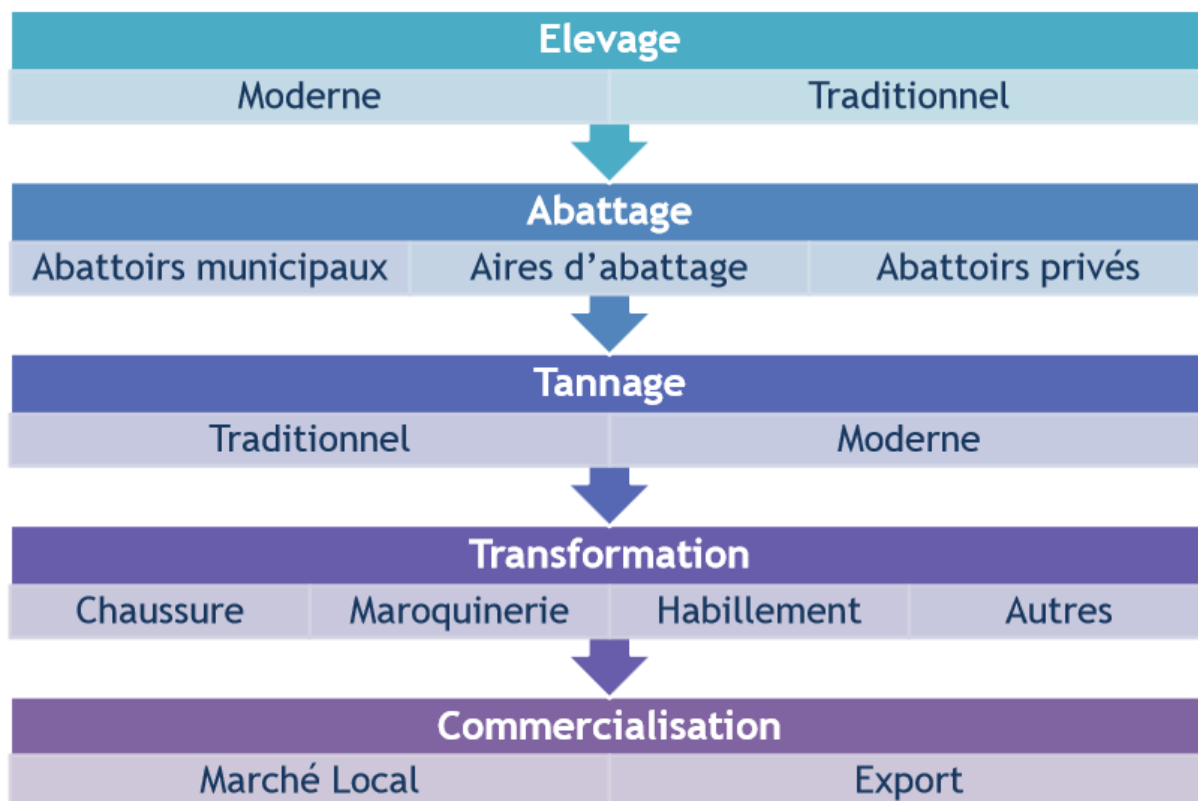 Elevage
Moderne Traditionnel
Abattage
Abattoirs municipaux Aires d’abattage Abattoirs privés
Tannage
Traditionnel Moderne
Transformation
Chaussure Maroquinerie Habillement Autres
Commercialisation
Marché Local Export